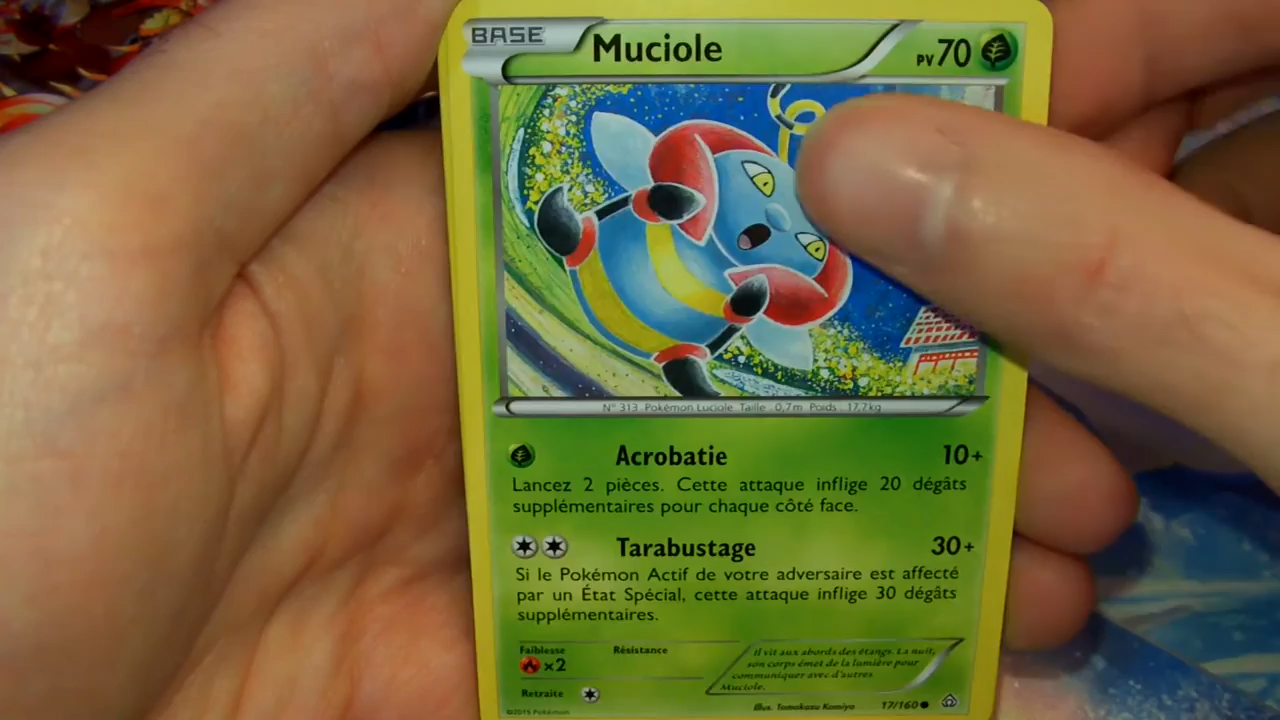 BASE Muciole PV70
N° 313 Pokémon Luciole Taille : 0,7m Poids : 17,7kg
Acrobatie 10+
Lancez 2 pièces. Cette attaque inflige 20 dégâts
supplémentaires pour chaque côté face.
Tarabustage 30+
Si le Pokémon Actif de votre adversaire est affecté
par un État Spécial, cette attaque inflige 30 dégâts
supplémentaires.
Faiblesse Résistance
×2
Il vit aux abords des étangs. La nuit,
son corps émet de la lumière pour
communiquer avec d'autres
Muciole.
Retraite
©2015 Pokémon
Illus. Tomokazu Komiya 17/160